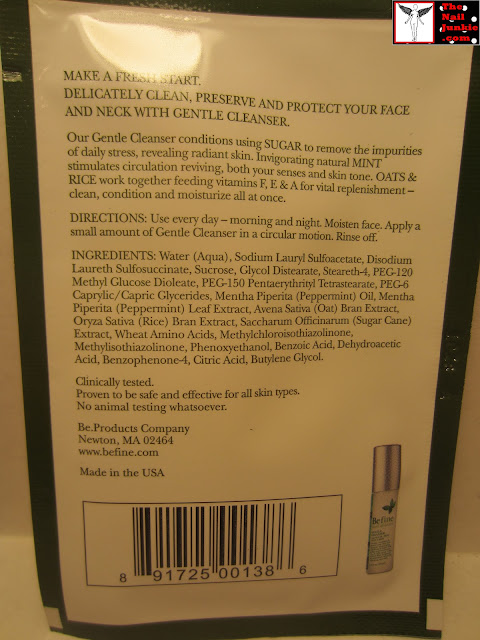 The
Nail
Junkie
.com
MAKE A FRESH START.
DELICATELY CLEAN, PRESERVE AND PROTECT YOUR FACE
AND NECK WITH GENTLE CLEANSER.
Our Gentle Cleanser conditions using SUGAR to remove the impurities
of daily stress, revealing radiant skin. Invigorating natural MINT
stimulates circulation reviving, both your senses and skin tone. OATS &
RICE work together feeding vitamins F, E & A for vital replenishment –
clean, condition and moisturize all at once.
DIRECTIONS: Use every day – morning and night. Moisten face. Apply a
small amount of Gentle Cleanser in a circular motion. Rinse off.
INGREDIENTS: Water (Aqua), Sodium Lauryl Sulfoacetate, Disodium
Laureth Sulfosuccinate, Sucrose, Glycol Distearate, Steareth-4, PEG-120
Methyl Glucose Dioleate, PEG-150 Pentaerythrityl Tetrastearate, PEG-6
Caprylic/Capric Glycerides, Mentha Piperita (Peppermint) Oil, Mentha
Piperita (Peppermint) Leaf Extract, Avena Sativa (Oat) Bran Extract,
Oryza Sativa (Rice) Bran Extract, Saccharum Officinarum (Sugar Cane)
Extract, Wheat Amino Acids, Methylchloroisothiazolinone,
Methylisothiazolinone, Phenoxyethanol, Benzoic Acid, Dehydroacetic
Acid, Benzophenone-4, Citric Acid, Butylene Glycol.
Clinically tested.
Proven to be safe and effective for all skin types.
No animal testing whatsoever.
Be.Products Company
Newton, MA 02464
www.befine.com
Made in the USA
8 91725 00138 6
Befine